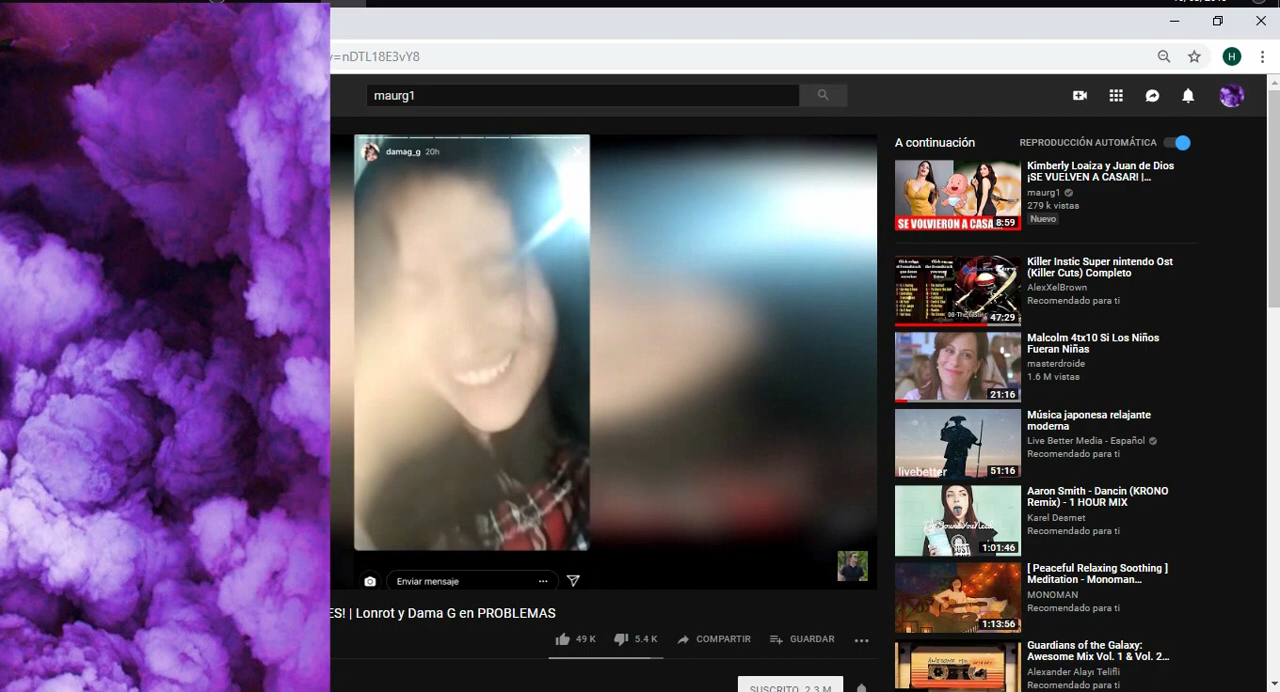 =nDTL18E3vY8
H
maurg1
damag_g 20h
Enviar mensaje
ES! | Lonrot y Dama G en PROBLEMAS
49 K
5.4 K
COMPARTIR
GUARDAR
SUSCRITO 2.3 M
A continuación
REPRODUCCIÓN AUTOMÁTICA
SE VOLVIERON A CASA
8:59
Kimberly Loaiza y Juan de Dios
¡SE VUELVEN A CASAR! |...
maurg1
279 k vistas
Nuevo
47:29
Killer Instic Super nintendo Ost
(Killer Cuts) Completo
AlexXelBrown
Recomendado para ti
21:16
Malcolm 4x10 Si Los Niños
Fueran Niñas
masterdroide
1.6 M vistas
livebetter
51:16
Música japonesa relajante
moderna
Live Better Media - Español
Recomendado para ti
1:01:46
Aaron Smith - Dancin (KRONO
Remix) - 1 HOUR MIX
Karel Desmet
Recomendado para ti
1:13:56
[ Peaceful Relaxing Soothing ]
Meditation - Monoman...
MONOMAN
Recomendado para ti
AWESOME MIX
Guardians of the Galaxy:
Awesome Mix Vol. 1 & Vol. 2...
Alexander Alayı Telifli
Recomendado para ti